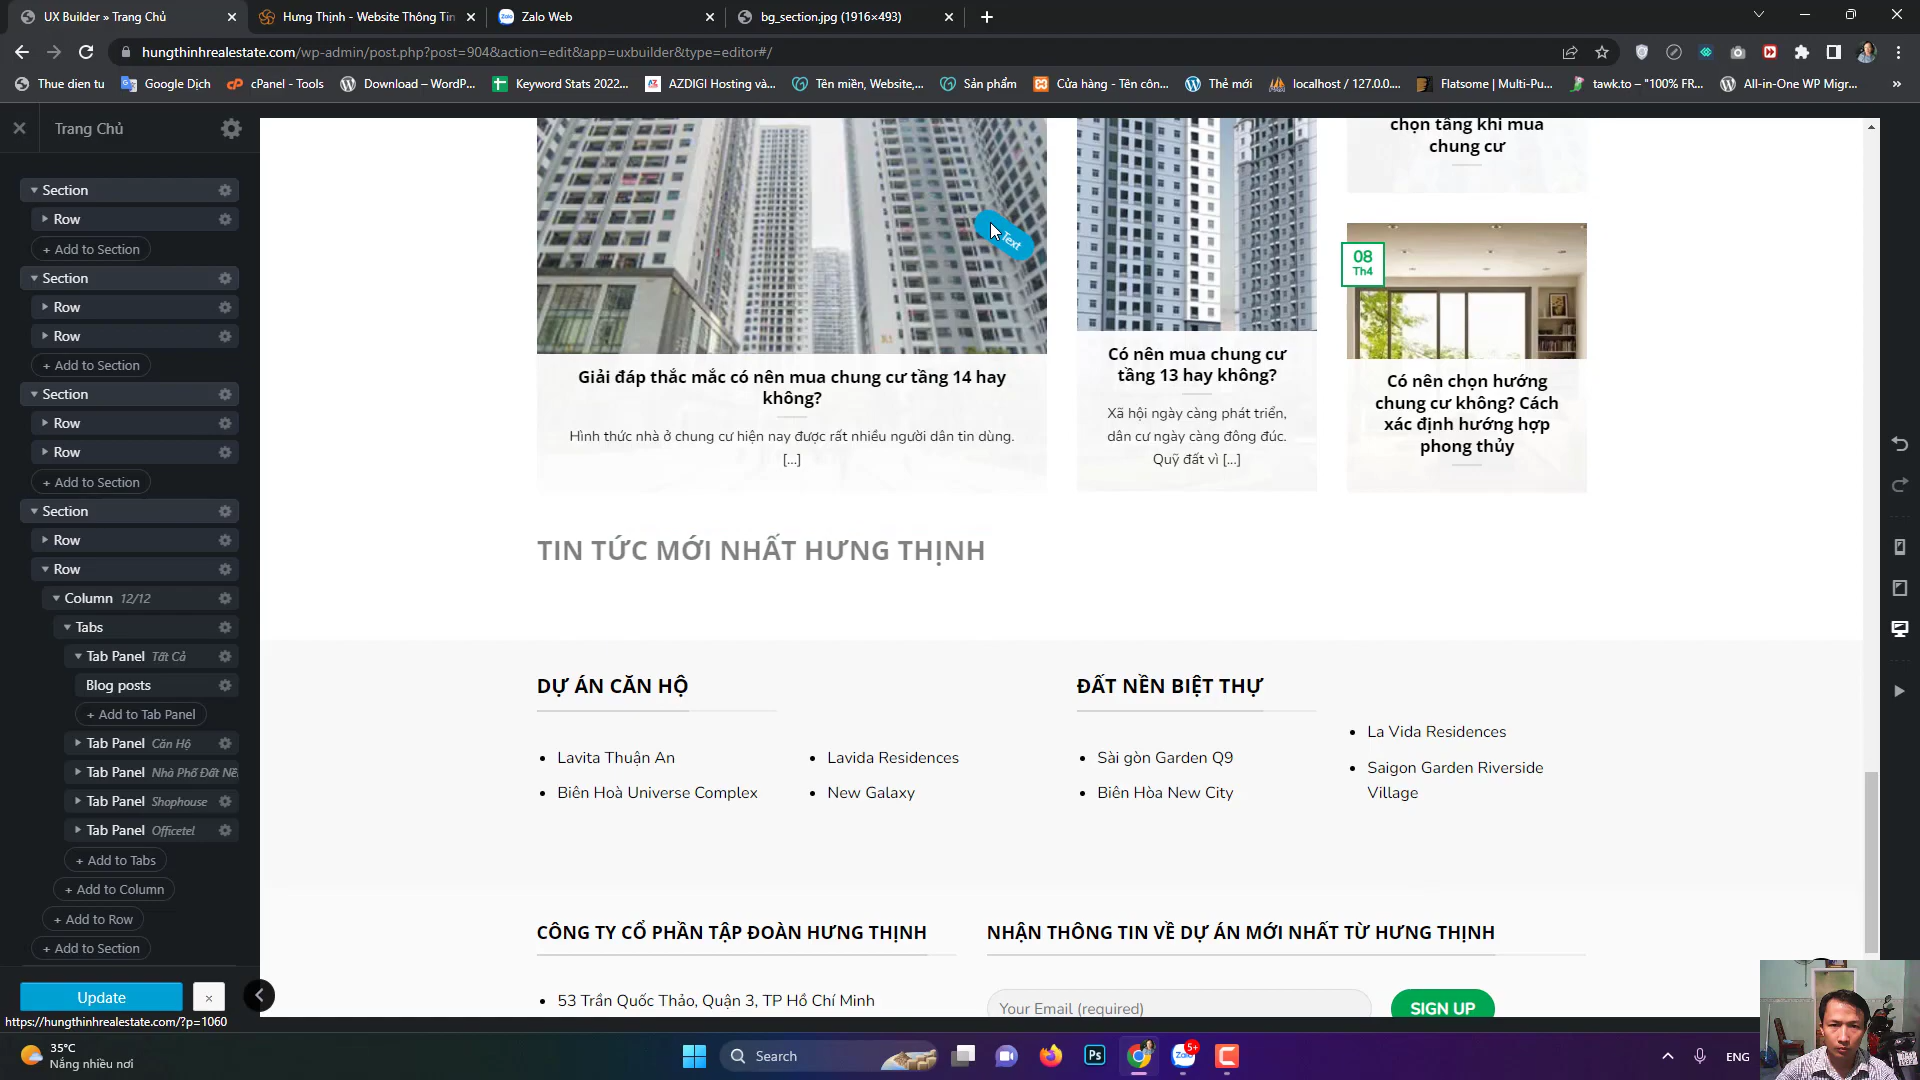 UX Builder » Trang Chủ
Hưng Thịnh - Website Thông Tin
Zalo Web
bg_section.jpg (1916×493)
hungthinhrealestate.com/wp-admin/post.php?post=904&action=edit&app=uxbuilder&type=editor#/
Thue dien tu
Google Dịch
cPanel - Tools
Download – WordP...
Keyword Stats 2022...
AZDIGI Hosting và...
Tên miền, Website,...
Sản phẩm
Cửa hàng - Tên côn...
Thẻ mới
localhost / 127.0.0....
Flatsome | Multi-Pu...
tawk.to – "100% FR...
All-in-One WP Migr...
Trang Chủ
Section
Row
+ Add to Section
Section
Row
Row
+ Add to Section
Section
Row
Row
+ Add to Section
Section
Row
Row
Column 12/12
Tabs
Tab Panel Tất Cả
Blog posts
+ Add to Tab Panel
Tab Panel Căn Hộ
Tab Panel Nhà Phố Đất Nề
Tab Panel Shophouse
Tab Panel Officetel
+ Add to Tabs
+ Add to Column
+ Add to Row
+ Add to Section
Update
https://hungthinhrealestate.com/?p=1060
Text
Giải đáp thắc mắc có nên mua chung cư tầng 14 hay
không?
Hình thức nhà ở chung cư hiện nay được rất nhiều người dân tin dùng.
[...]
Có nên mua chung cư
tầng 13 hay không?
Xã hội ngày càng phát triển,
dân cư ngày càng đông đúc.
Quỹ đất vì [...]
chọn tầng khi mua
chung cư
08
Th4
Có nên chọn hướng
chung cư không? Cách
xác định hướng hợp
phong thủy
TIN TỨC MỚI NHẤT HƯNG THỊNH
DỰ ÁN CĂN HỘ
Lavita Thuận An
Biên Hoà Universe Complex
Lavida Residences
New Galaxy
ĐẤT NỀN BIỆT THỰ
Sài gòn Garden Q9
Biên Hòa New City
La Vida Residences
Saigon Garden Riverside
Village
CÔNG TY CỔ PHẦN TẬP ĐOÀN HƯNG THỊNH
53 Trần Quốc Thảo, Quận 3, TP Hồ Chí Minh
NHẬN THÔNG TIN VỀ DỰ ÁN MỚI NHẤT TỪ HƯNG THỊNH
Your Email (required)
SIGN UP
35°C
Nắng nhiều nơi
Search
5+
ENG